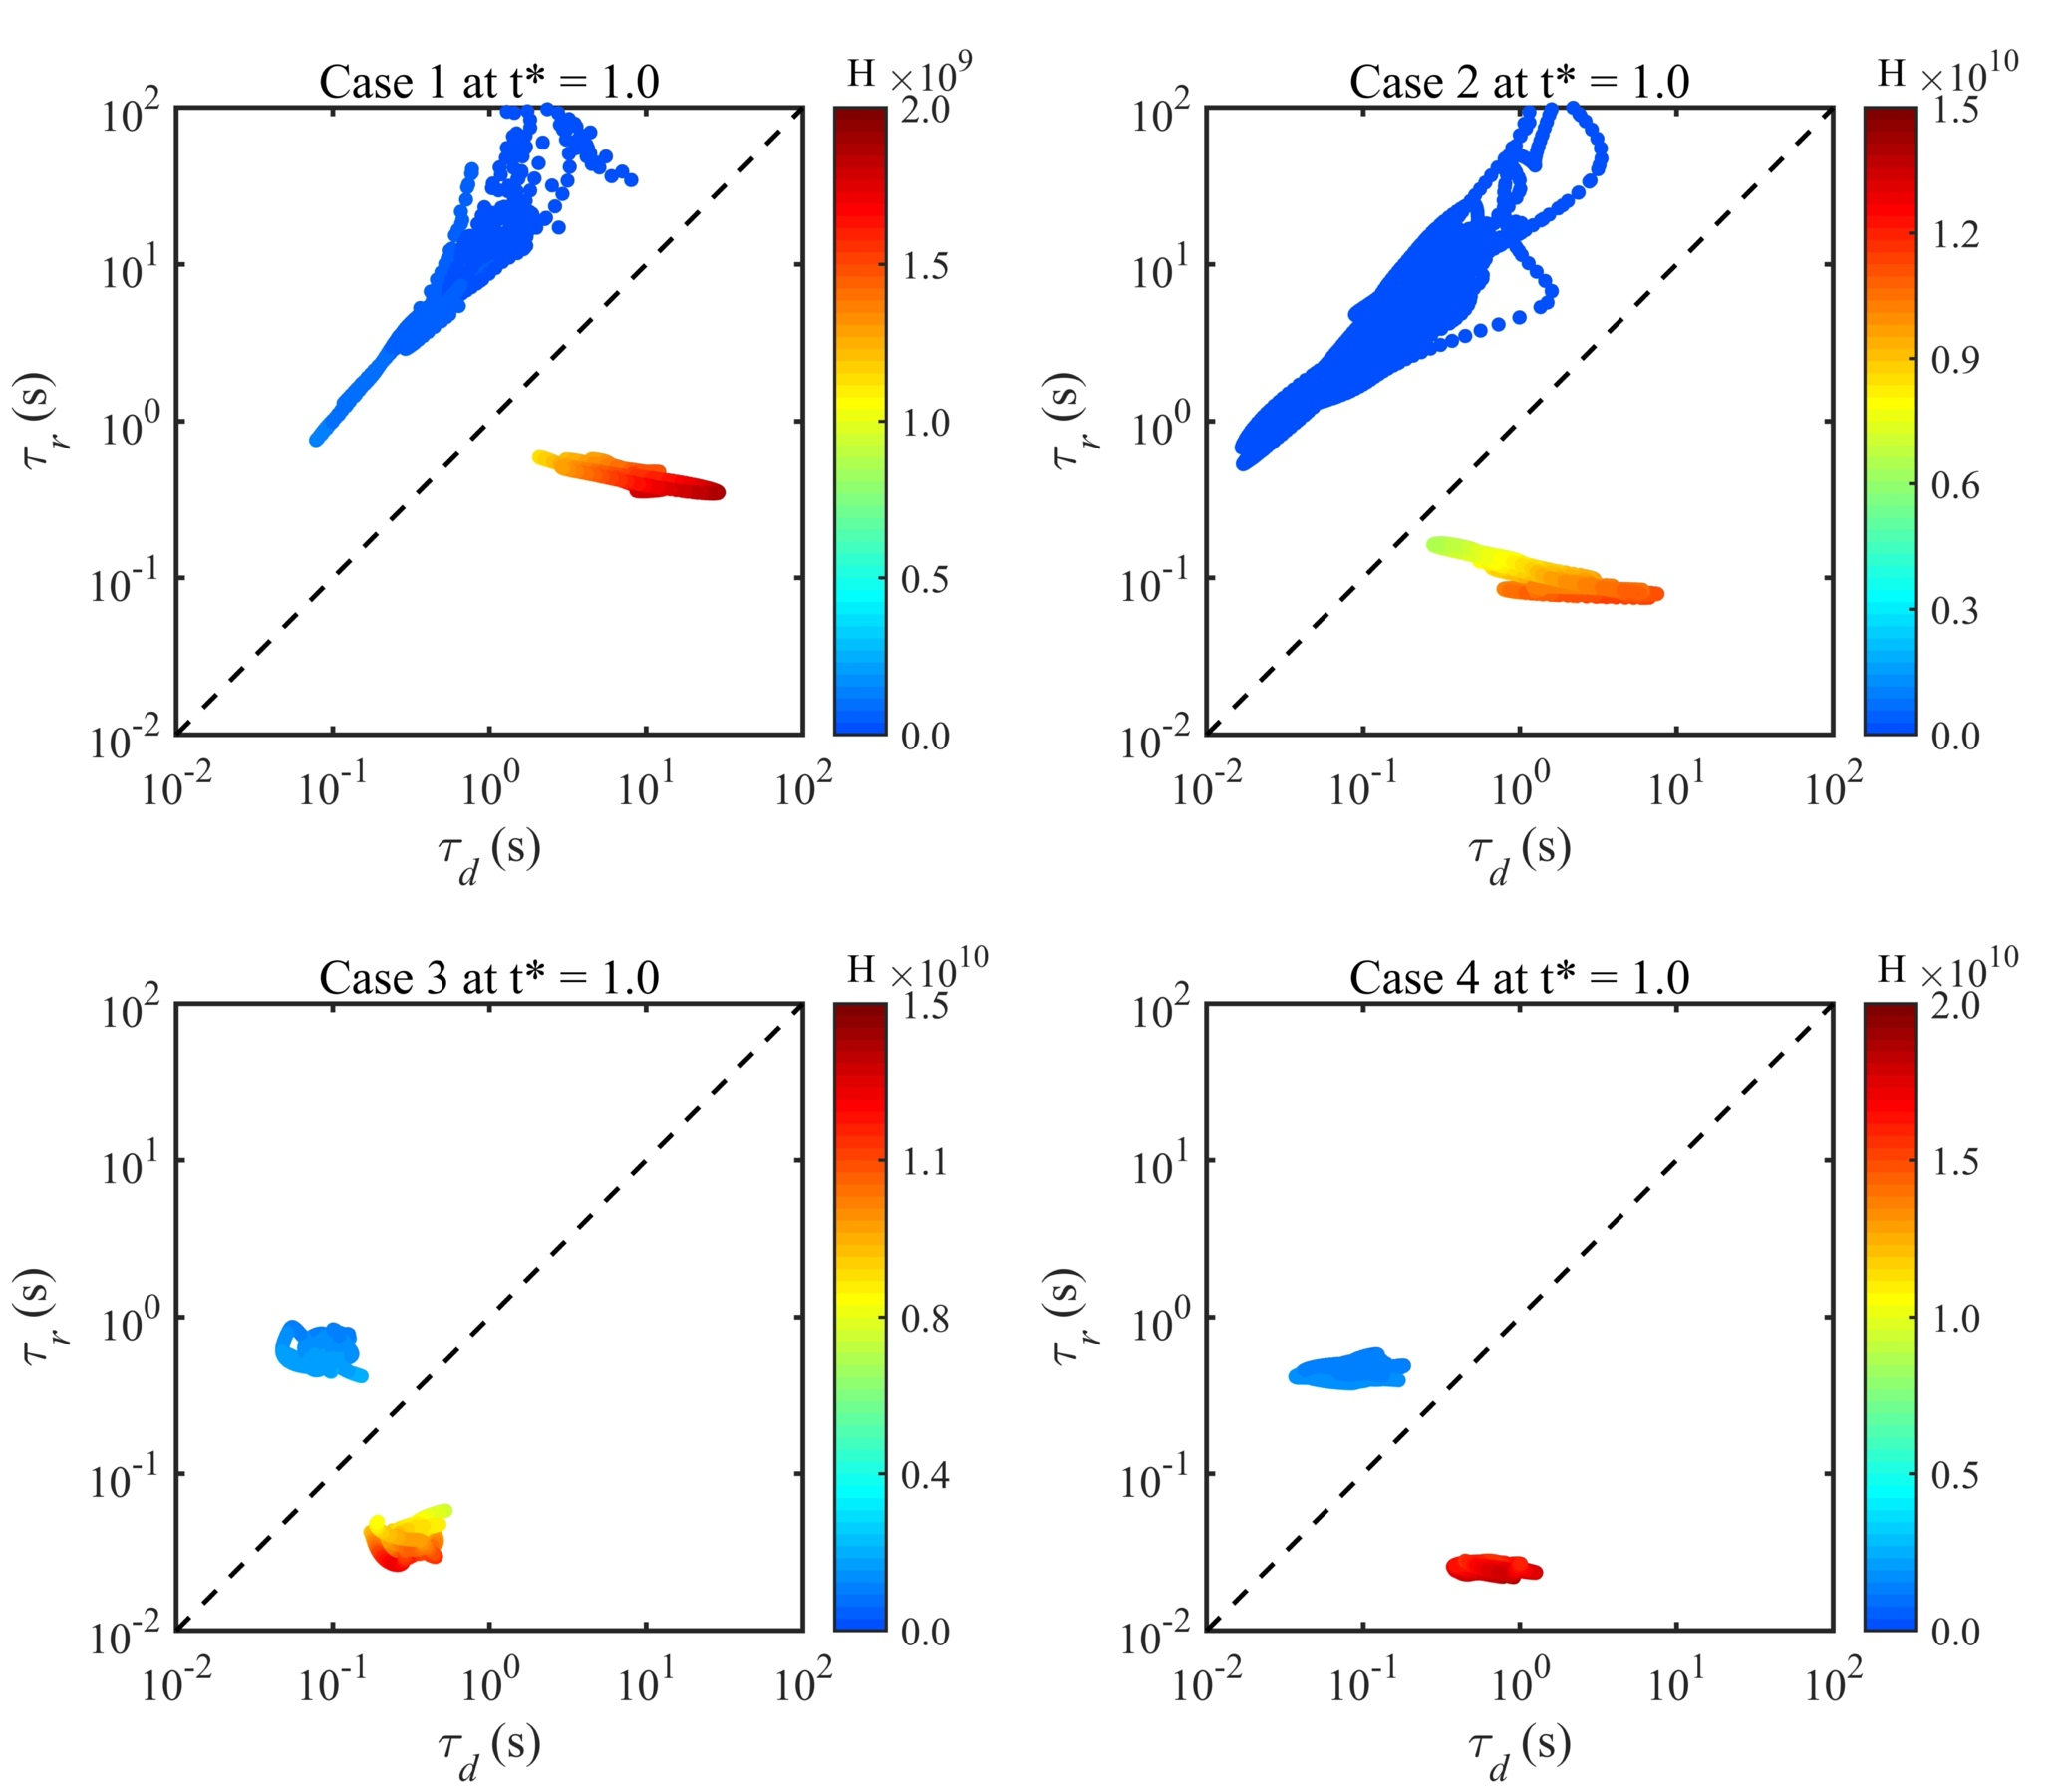 Case 1 at t* = 1.0
H ×10^9
10^2
10^1
10^0
10^-1
10^-2
τ_r (s)
10^-2 10^-1 10^0 10^1 10^2
τ_d (s)
2.0
1.5
1.0
0.5
0.0
Case 2 at t* = 1.0
H ×10^10
10^2
10^1
10^0
10^-1
10^-2
τ_r (s)
10^-2 10^-1 10^0 10^1 10^2
τ_d (s)
1.5
1.2
0.9
0.6
0.3
0.0
Case 3 at t* = 1.0
H ×10^10
10^2
10^1
10^0
10^-1
10^-2
τ_r (s)
10^-2 10^-1 10^0 10^1 10^2
τ_d (s)
1.5
1.1
0.8
0.4
0.0
Case 4 at t* = 1.0
H ×10^10
10^2
10^1
10^0
10^-1
10^-2
τ_r (s)
10^-2 10^-1 10^0 10^1 10^2
τ_d (s)
2.0
1.5
1.0
0.5
0.0